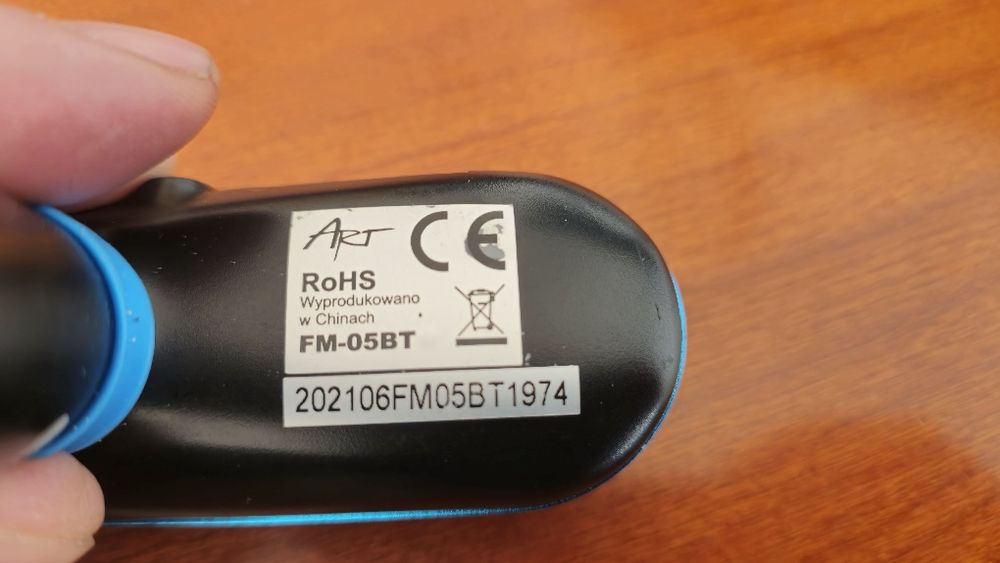 ART CE
RoHS
Wyprodukowano
w Chinach
FM-05BT
202106FM05BT1974